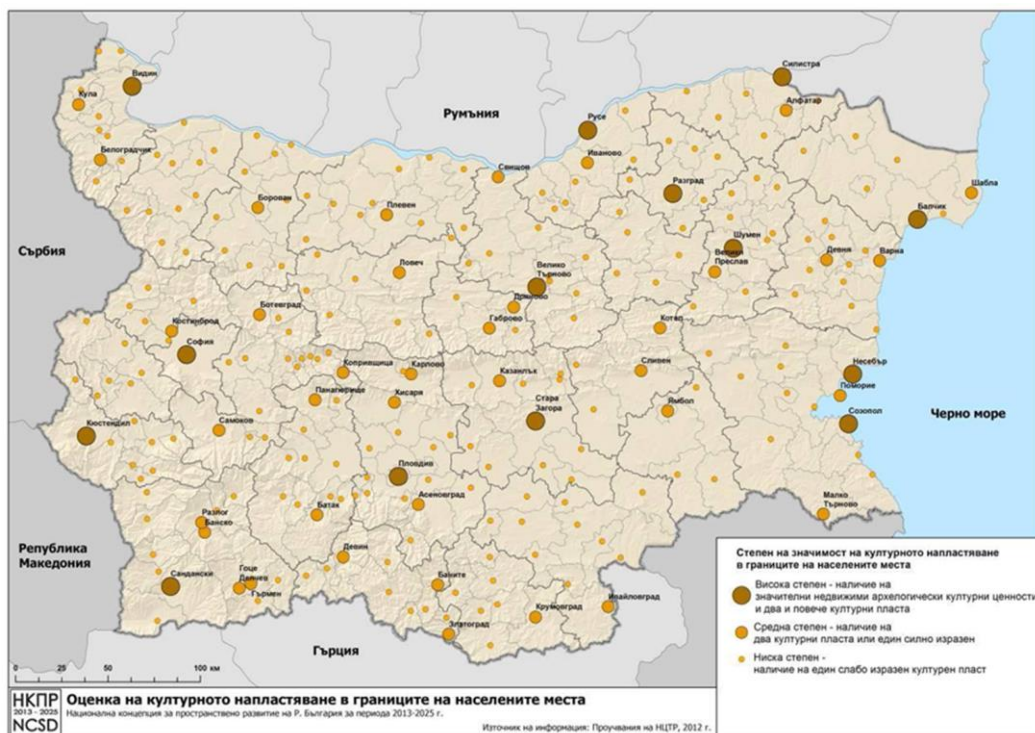 Видин
Кула
Белоградчик
Силистра
Алфатар
Румъния
Русе
Иваново
Свищов
Разград
Шабла
Балчик
Борован
Плевен
Сърбия
Шумен
Велики
Преслав
Девня
Варна
Ловеч
Велико
Търново
Дряново
Габрово
Ботевград
Костинброд
София
Котел
Копривщица
Карлово
Казанлък
Сливен
Несебър
Поморие
Панагюрище
Хисаря
Стара
Загора
Ямбол
Созопол
Черно море
Кюстендил
Самоков
Пловдив
Асеновград
Батак
Малко
Търново
Разлог
Банско
Република
Македония
Девин
Сандански
Гоце
Делчев
Гърмен
Баните
Ивайловград
Крумовград
Златоград
Гърция
0 25 50 100 км
Степен на значимост на културното напластяване
в границите на населените места
Висока степен - наличие на
значителни недвижими археологически културни ценности
и два и повече културни пласта
Средна степен - наличие на
два културни пласта или един силно изразен
Ниска степен -
наличие на един слабо изразен културен пласт
НКПР
2013 - 2025
NCSD
Оценка на културното напластяване в границите на населените места
Национална концепция за пространствено развитие на Р. България за периода 2013-2025 г.
Източник на информация: Проучвания на НЦТР, 2012 г.